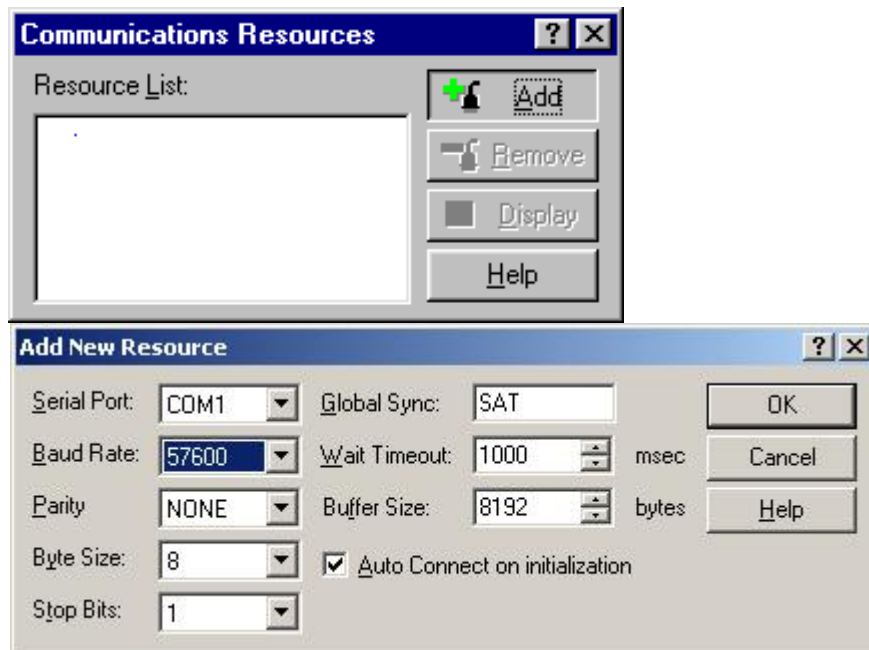 Communications Resources
Resource List:
Add
Remove
Display
Help
Add New Resource
Serial Port: COM1 Global Sync: SAT OK
Baud Rate: 57600 Wait Timeout: 1000 msec Cancel
Parity NONE Buffer Size: 8192 bytes Help
Byte Size: 8 Auto Connect on initialization
Stop Bits: 1